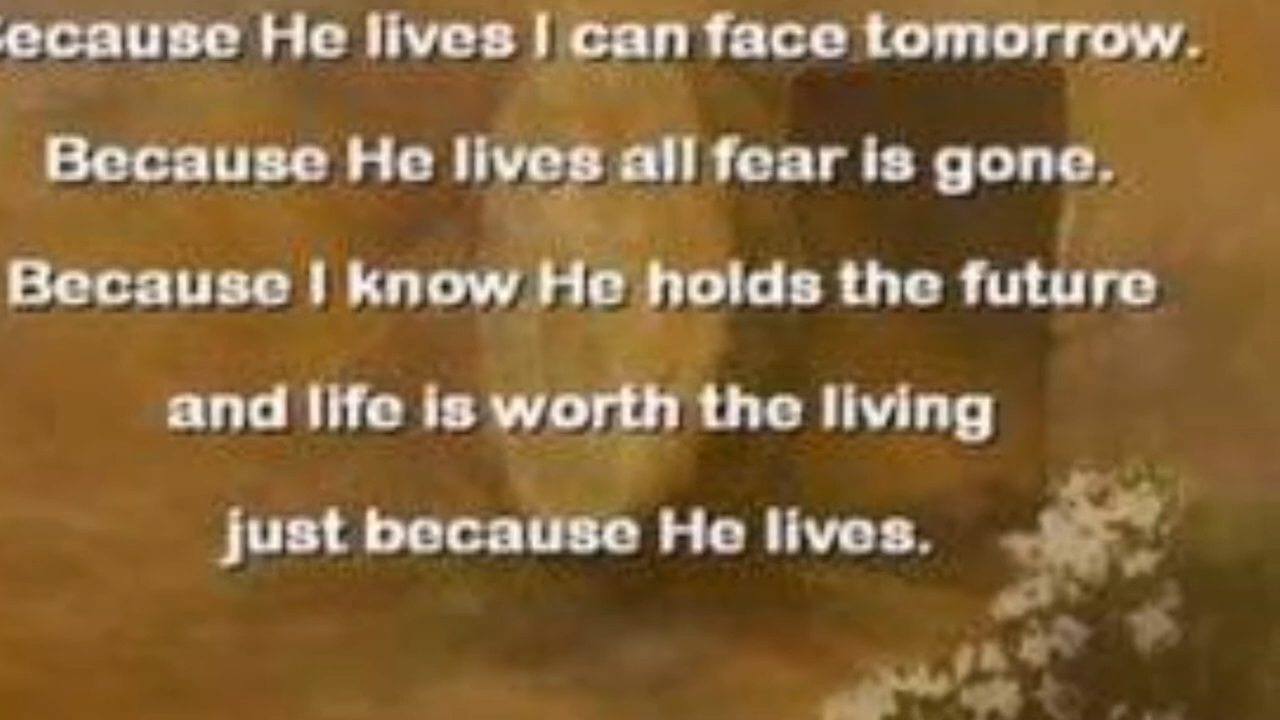 Because He lives I can face tomorrow.
Because He lives all fear is gone.
Because I know He holds the future
and life is worth the living
just because He lives.